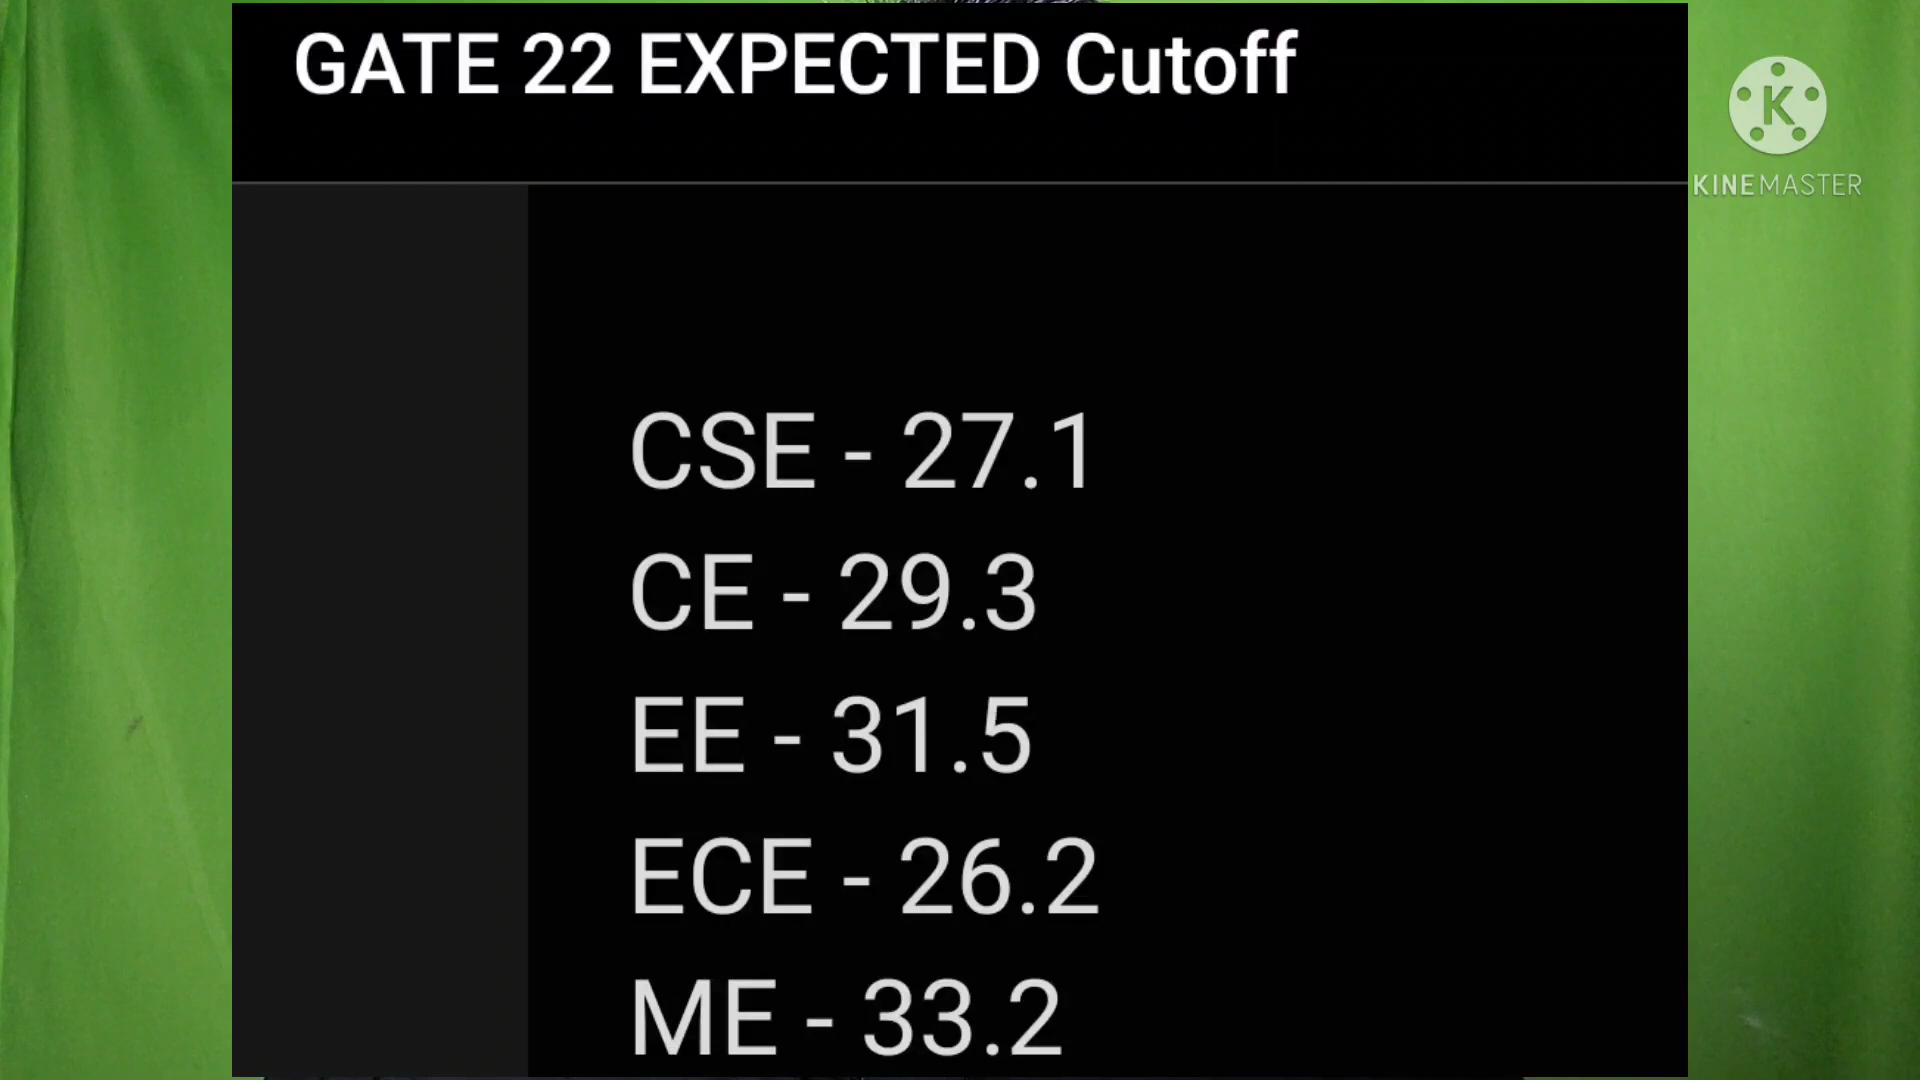 GATE 22 EXPECTED Cutoff
K
KINEMASTER
CSE - 27.1
CE - 29.3
EE - 31.5
ECE - 26.2
ME - 33.2